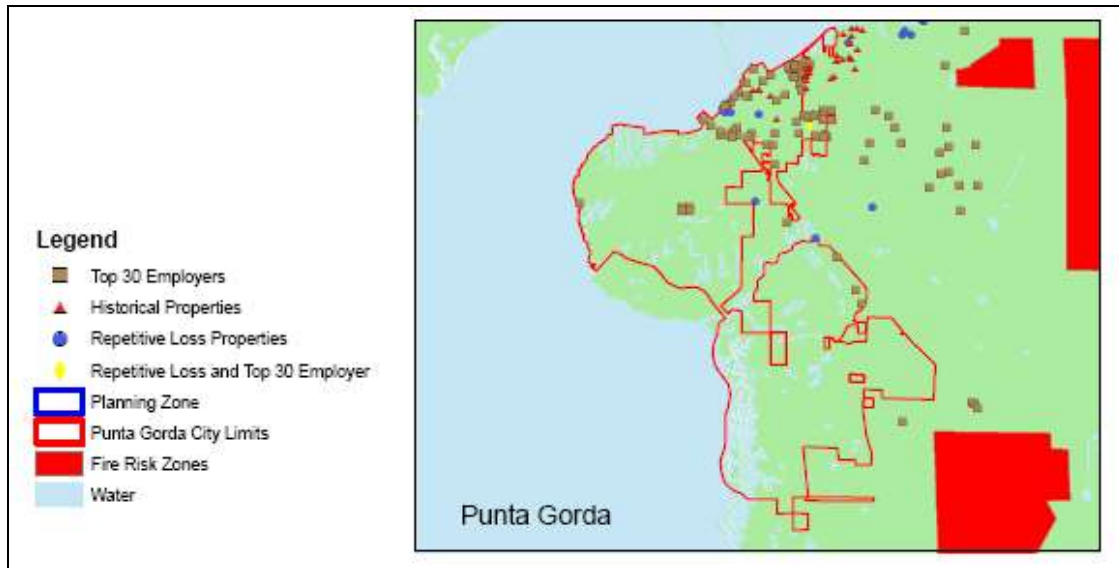 Legend
Top 30 Employers
Historical Properties
Repetitive Loss Properties
Repetitive Loss and Top 30 Employer
Planning Zone
Punta Gorda City Limits
Fire Risk Zones
Water
Punta Gorda